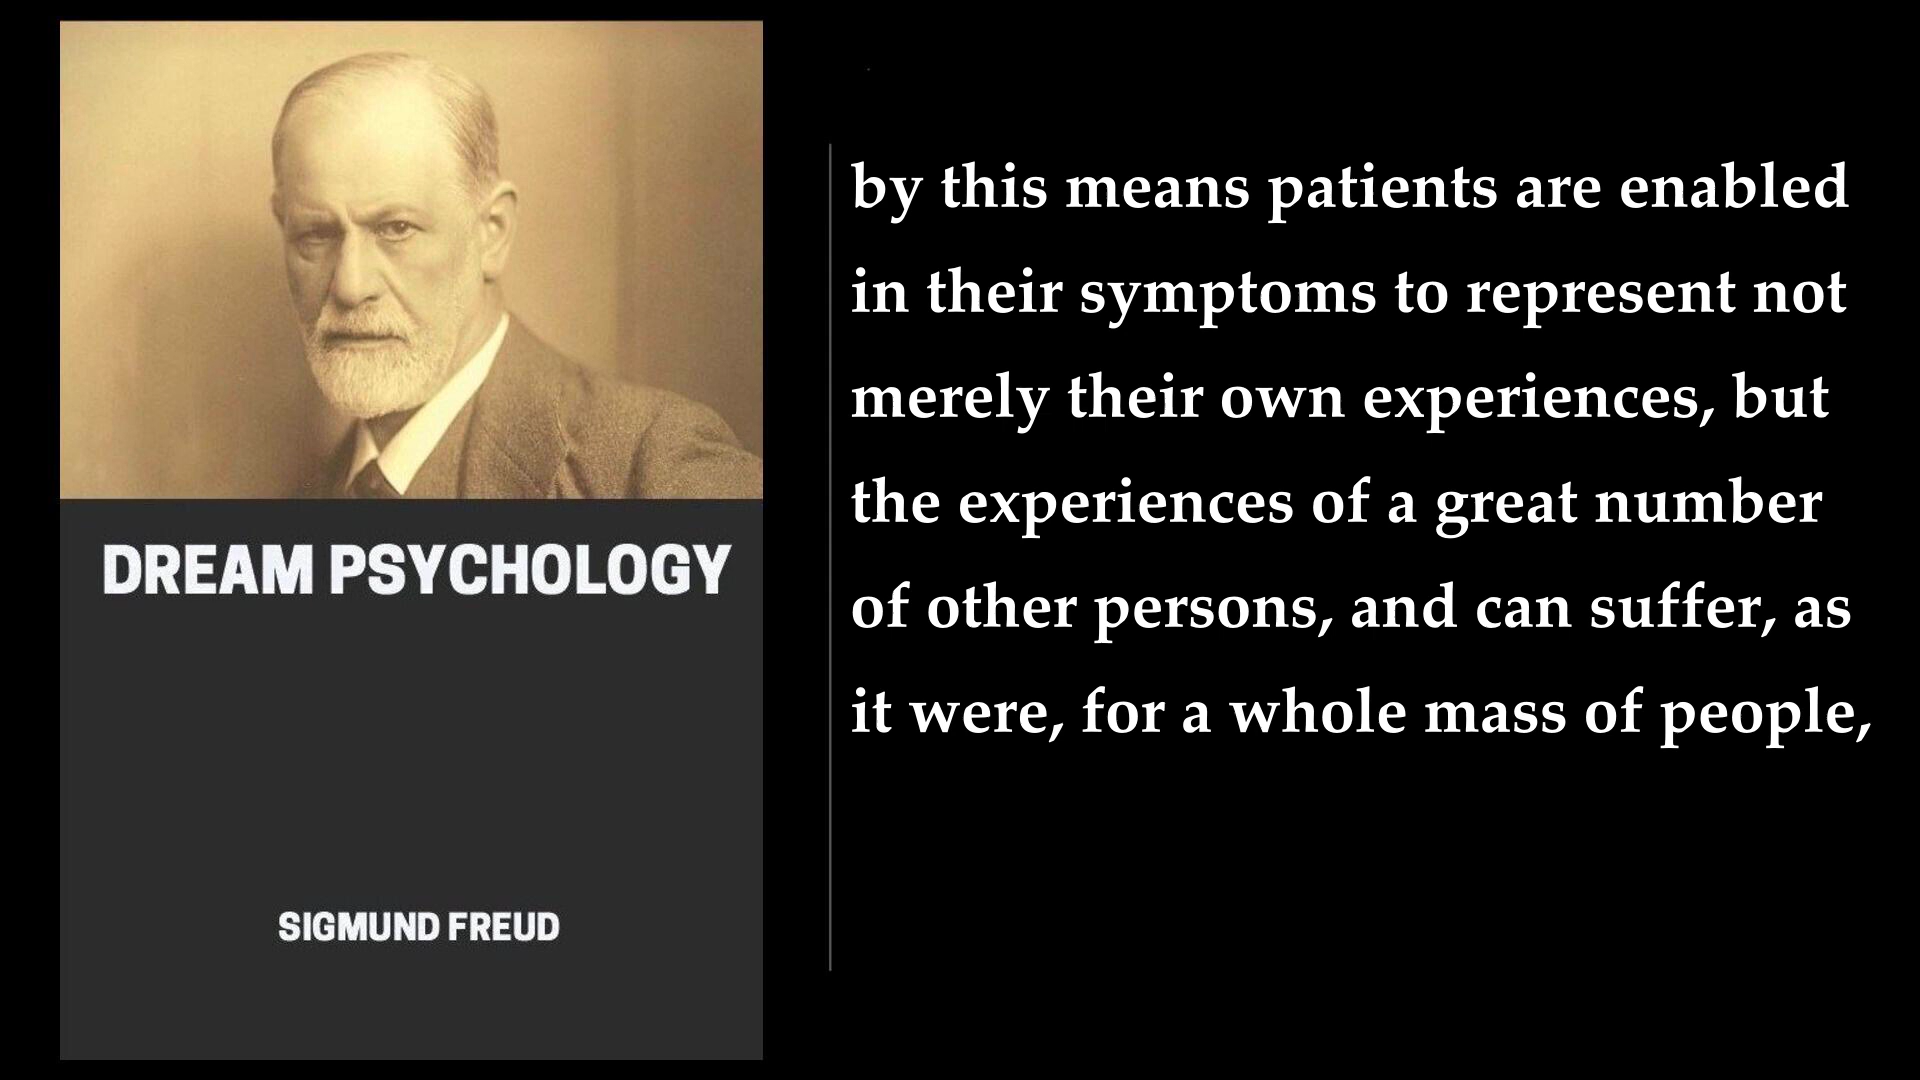 DREAM PSYCHOLOGY
SIGMUND FREUD
by this means patients are enabled
in their symptoms to represent not
merely their own experiences, but
the experiences of a great number
of other persons, and can suffer, as
it were, for a whole mass of people,